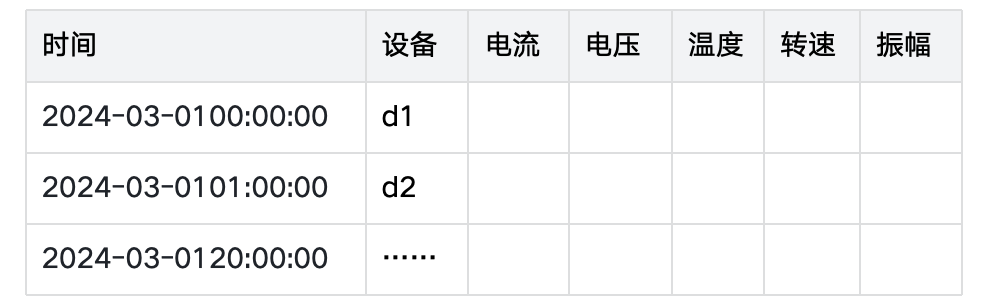 时间 设备 电流 电压 温度 转速 振幅
2024-03-0100:00:00 d1
2024-03-0101:00:00 d2
2024-03-0120:00:00 ……